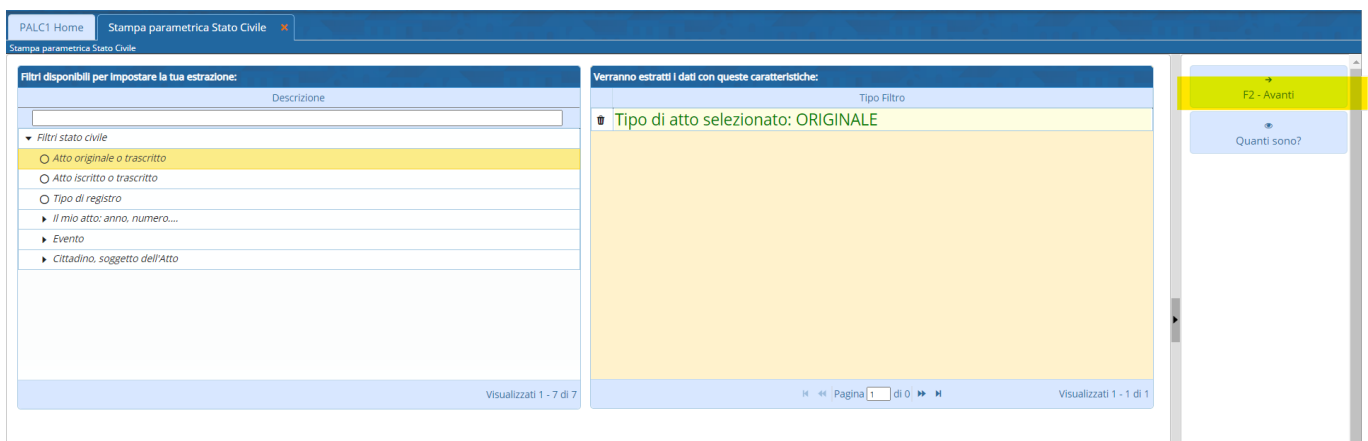 PALC1 Home
Stampa parametrica Stato Civile ×
Stampa parametrica Stato Civile
Filtri disponibili per impostare la tua estrazione:
Descrizione
Filtri stato civile
Atto originale o trascritto
Atto iscritto o trascritto
Tipo di registro
Il mio atto: anno, numero....
Evento
Cittadino, soggetto dell'Atto
Visualizzati 1 - 7 di 7
Verranno estratti i dati con queste caratteristiche:
Tipo Filtro
Tipo di atto selezionato: ORIGINALE
Pagina 1 di 0
Visualizzati 1 - 1 di 1
F2 - Avanti
Quanti sono?